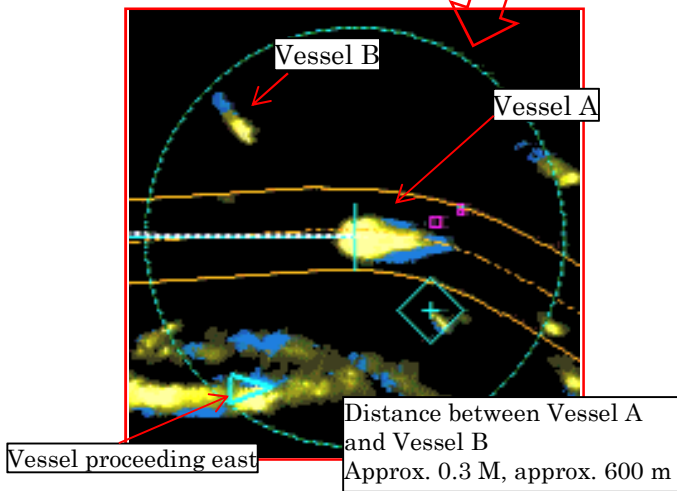 Vessel B
Vessel A
Vessel proceeding east
Distance between Vessel A
and Vessel B
Approx. 0.3 M, approx. 600 m